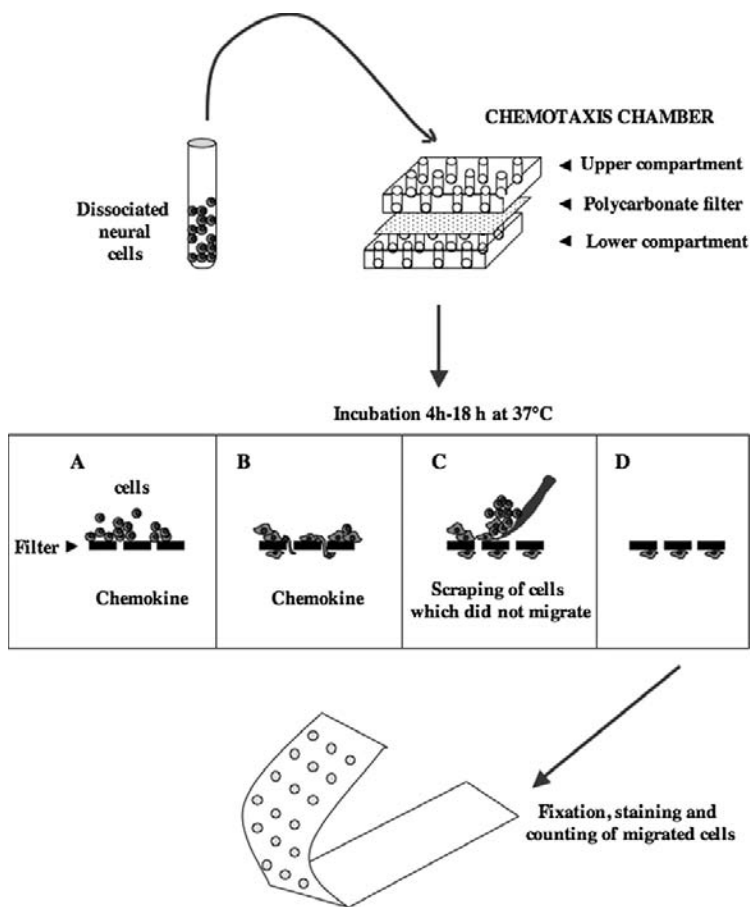 CHEMOTAXIS CHAMBER
Upper compartment
Polycarbonate filter
Lower compartment
Dissociated
neural
cells
Incubation 4h-18 h at 37°C
A
cells
Filter
Chemokine
B
Chemokine
C
Scraping of cells
which did not migrate
D
Fixation, staining and
counting of migrated cells